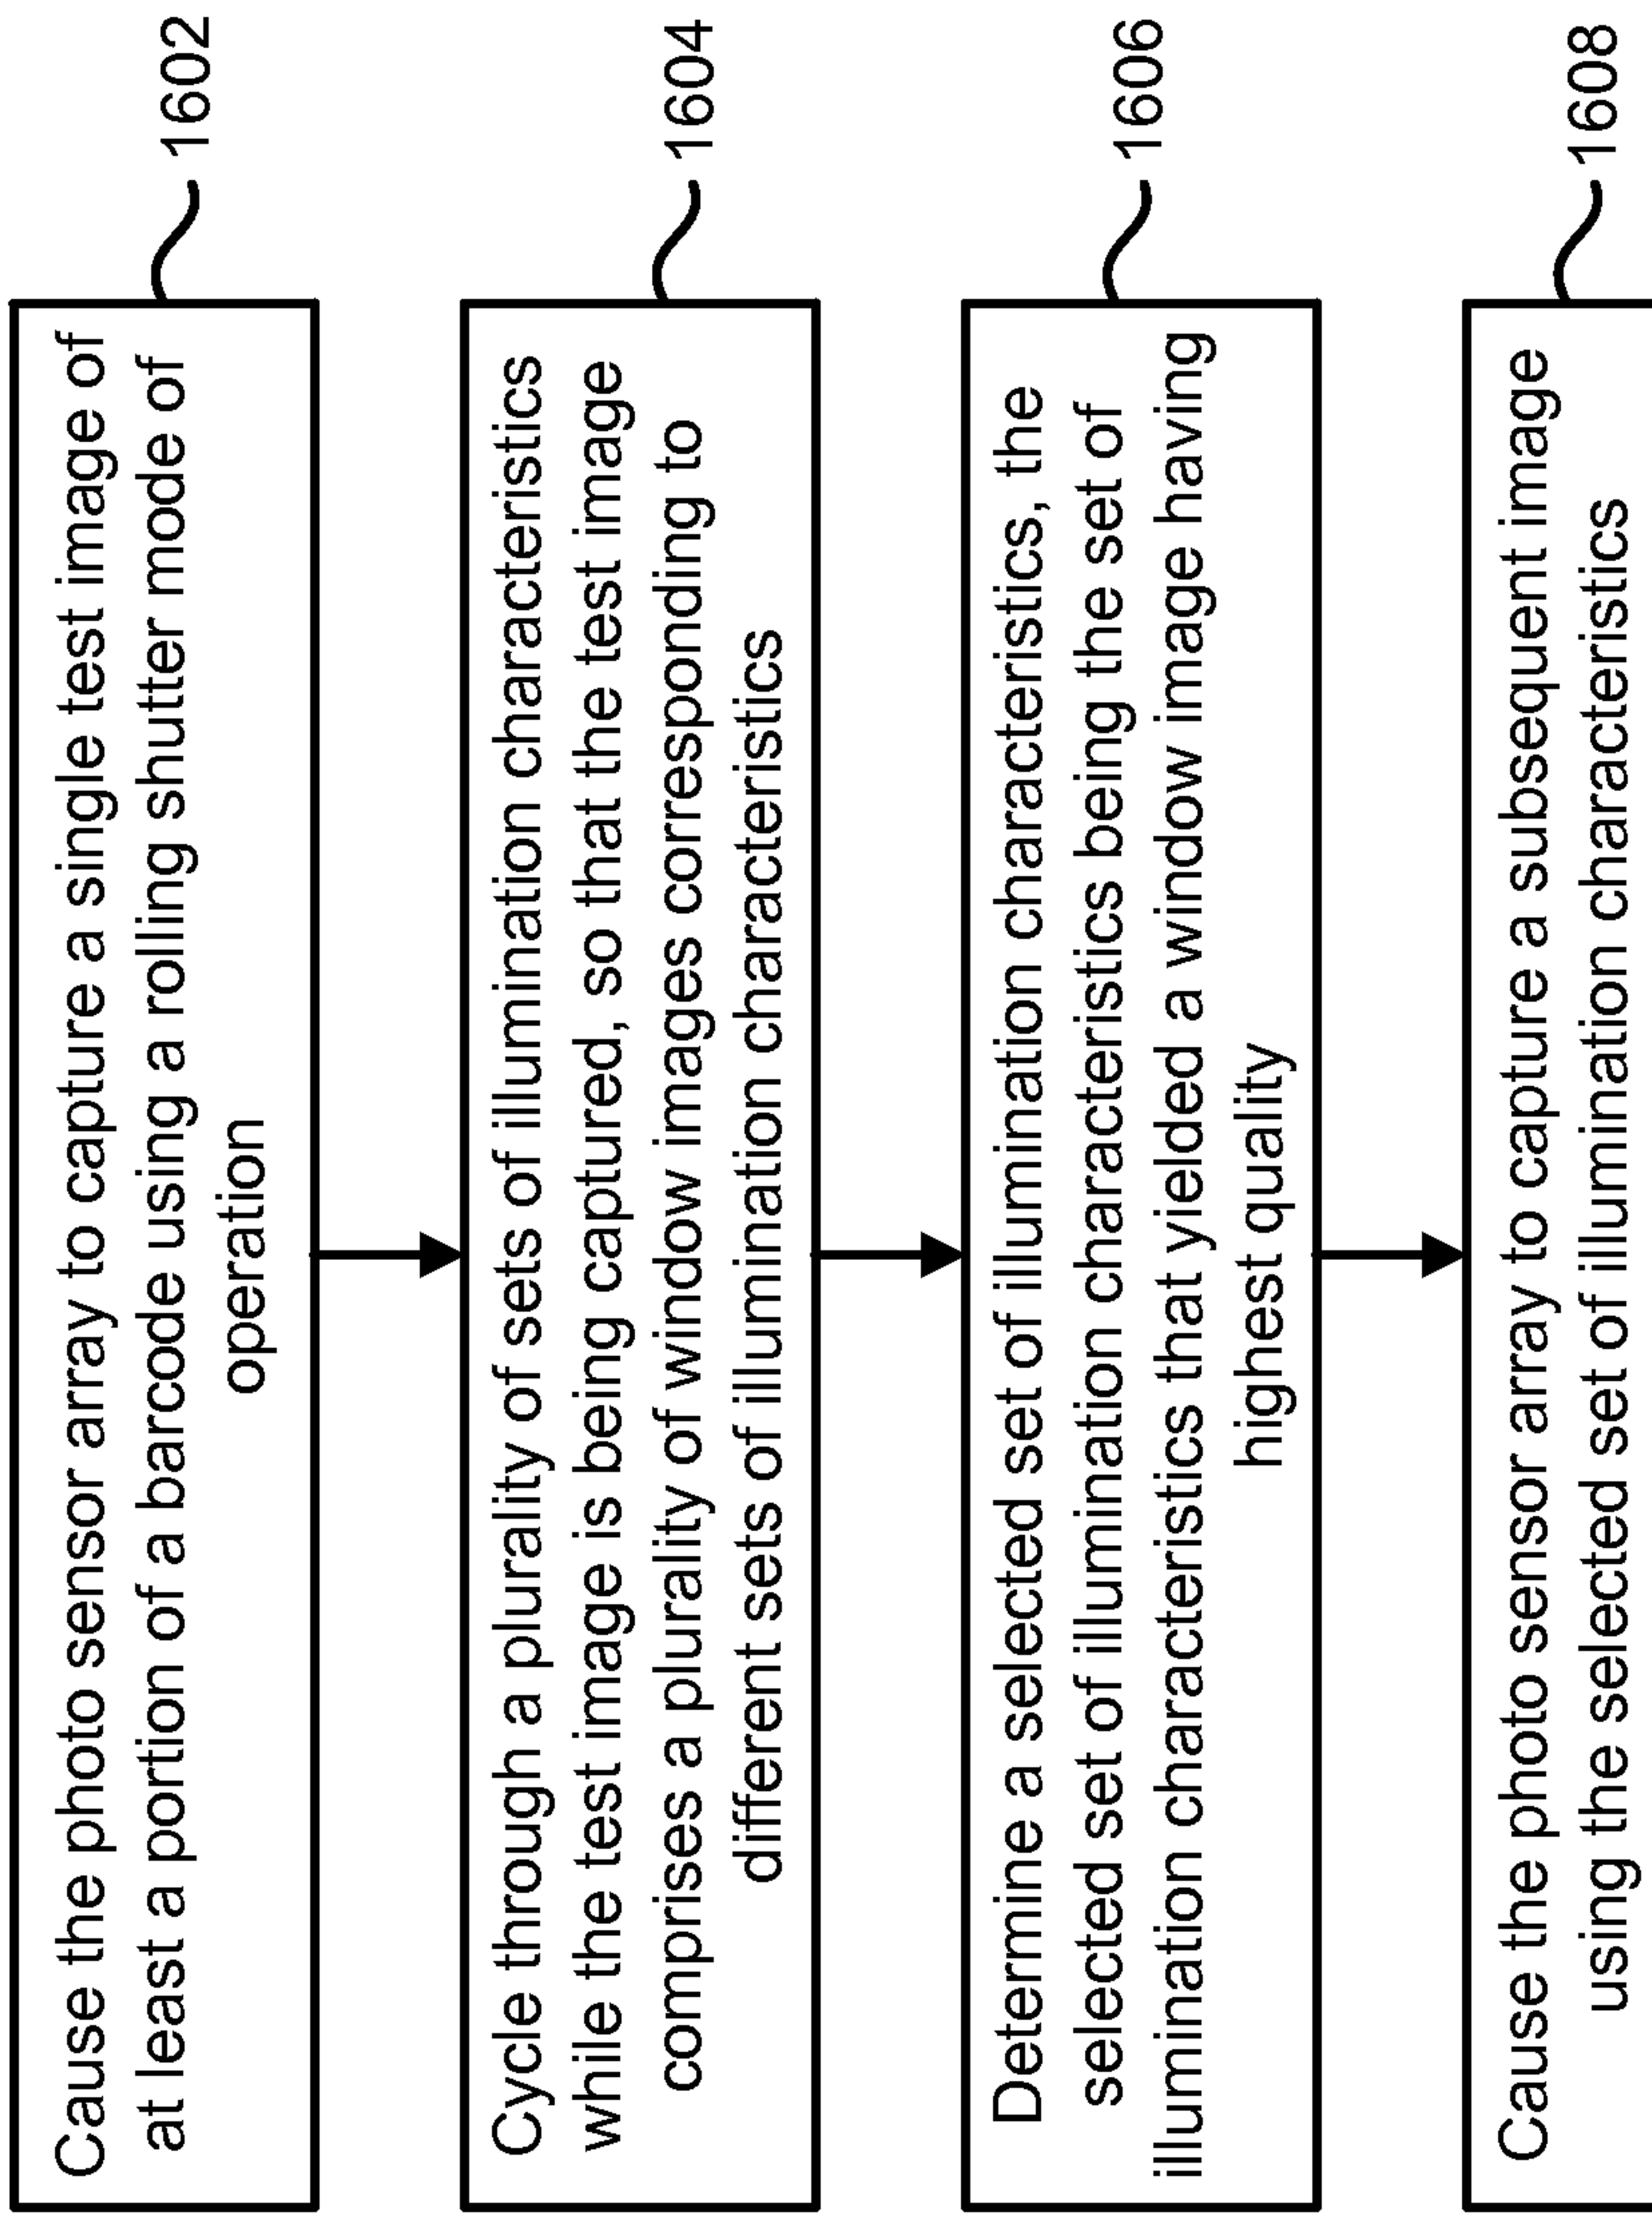 Cause the photo sensor array to capture a single test image of
at least a portion of a barcode using a rolling shutter mode of
operation
1602
Cycle through a plurality of sets of illumination characteristics
while the test image is being captured, so that the test image
comprises a plurality of window images corresponding to
different sets of illumination characteristics
1604
Determine a selected set of illumination characteristics, the
selected set of illumination characteristics being the set of
illumination characteristics that yielded a window image having
highest quality
1606
Cause the photo sensor array to capture a subsequent image
using the selected set of illumination characteristics
1608